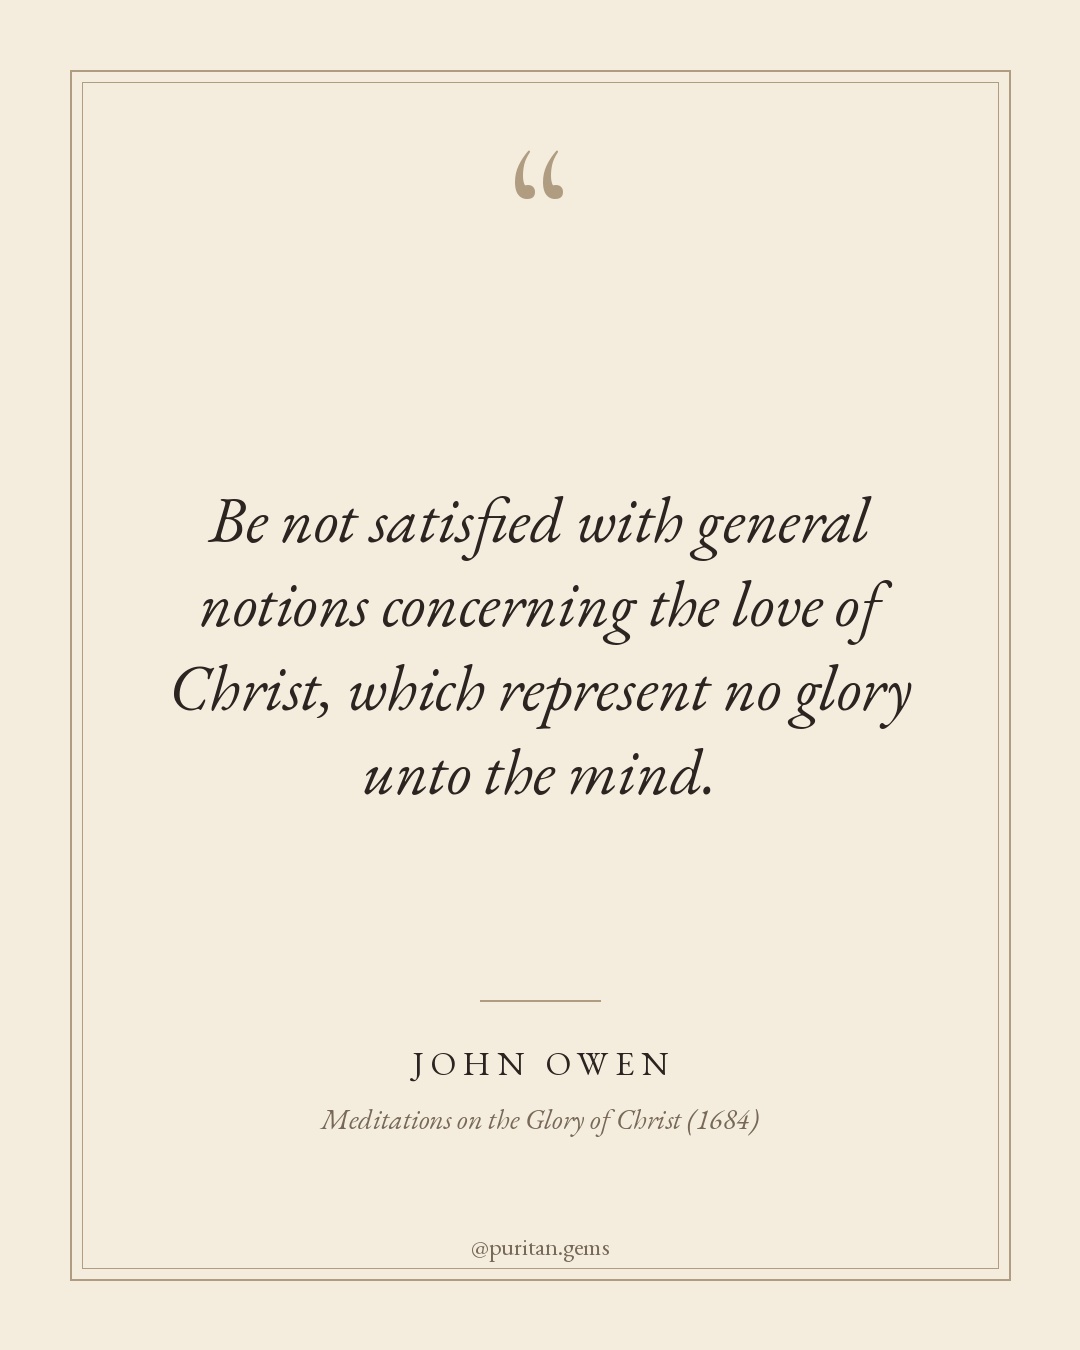 “
Be not satisfied with general
notions concerning the love of
Christ, which represent no glory
unto the mind.
JOHN OWEN
Meditations on the Glory of Christ (1684)
@puritan.gems